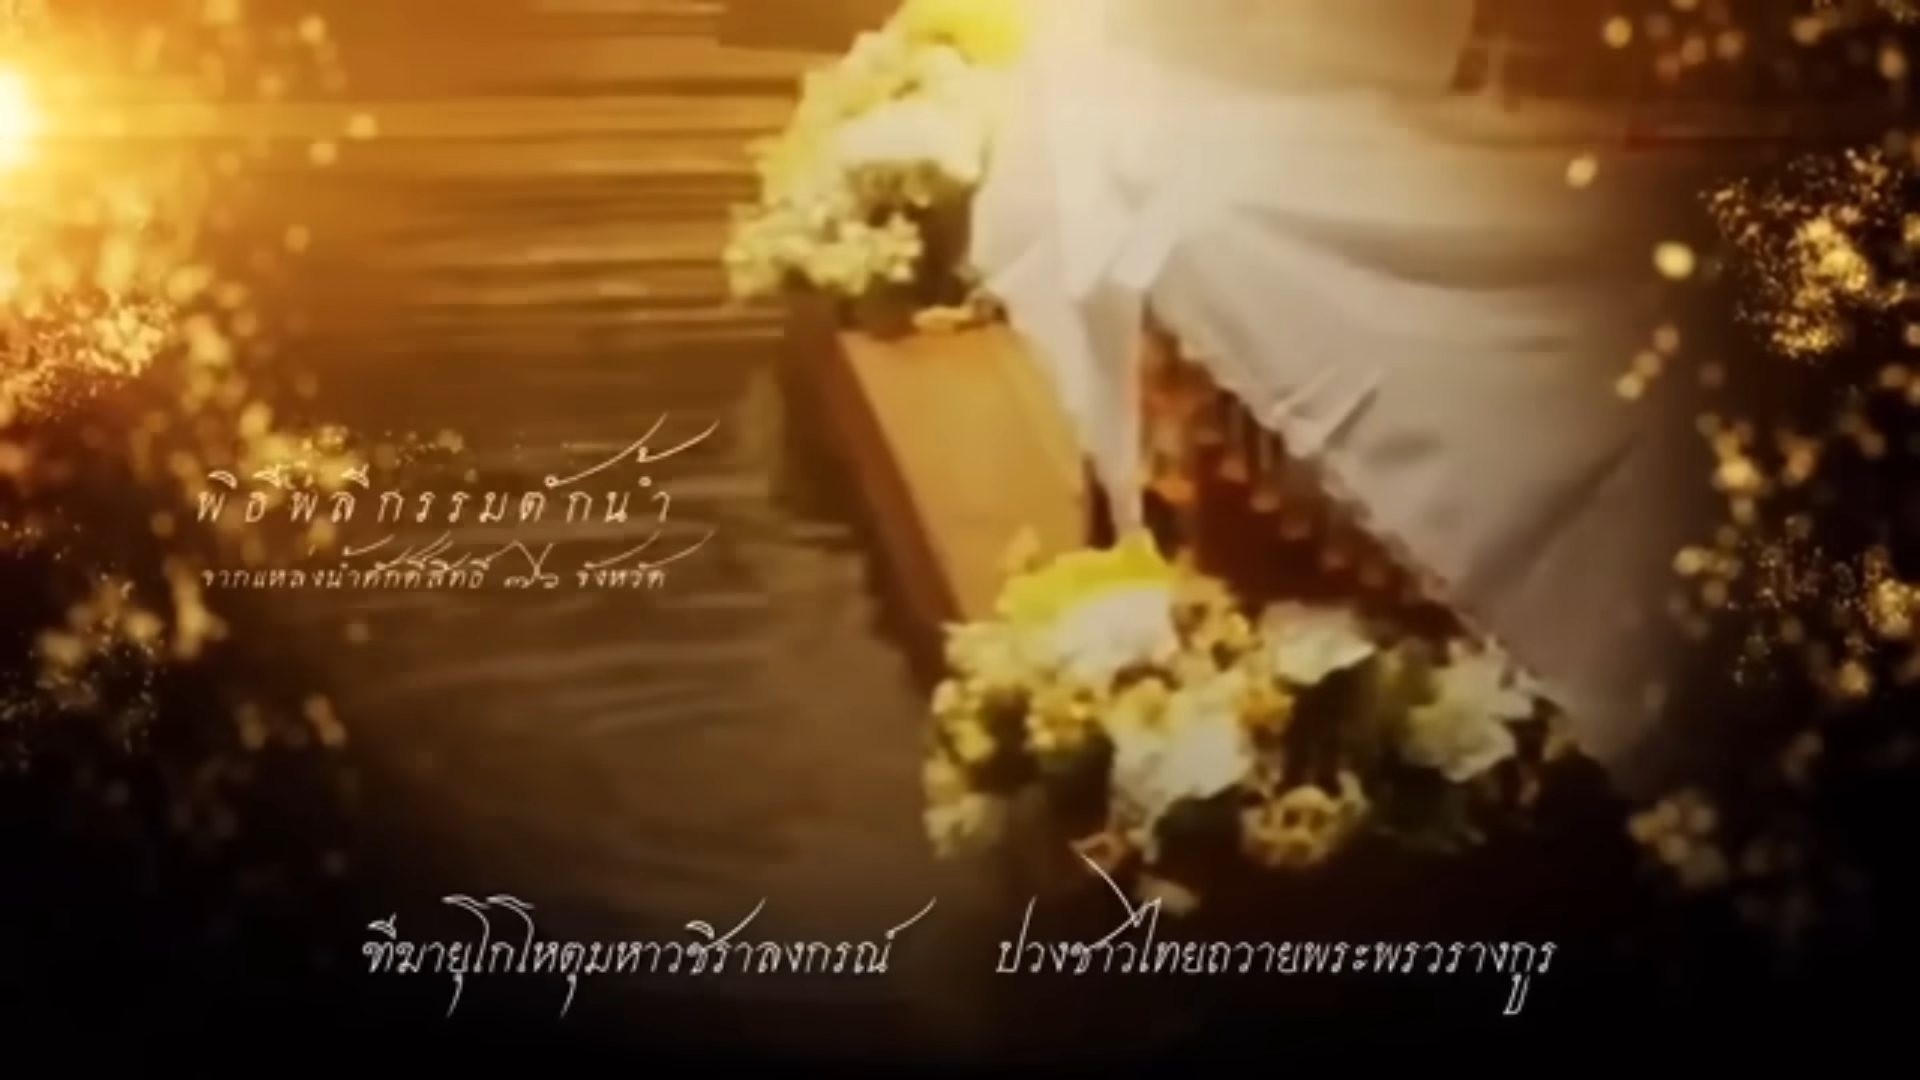 พิธีพลีกรรมตักน้ำ
จากแหล่งน้ำศักดิ์สิทธิ์ ๗๖ จังหวัด
ทีฆายุโกโหตุมหาวชิราลงกรณ์ ปวงชาวไทยถวายพระพรวรางกูร